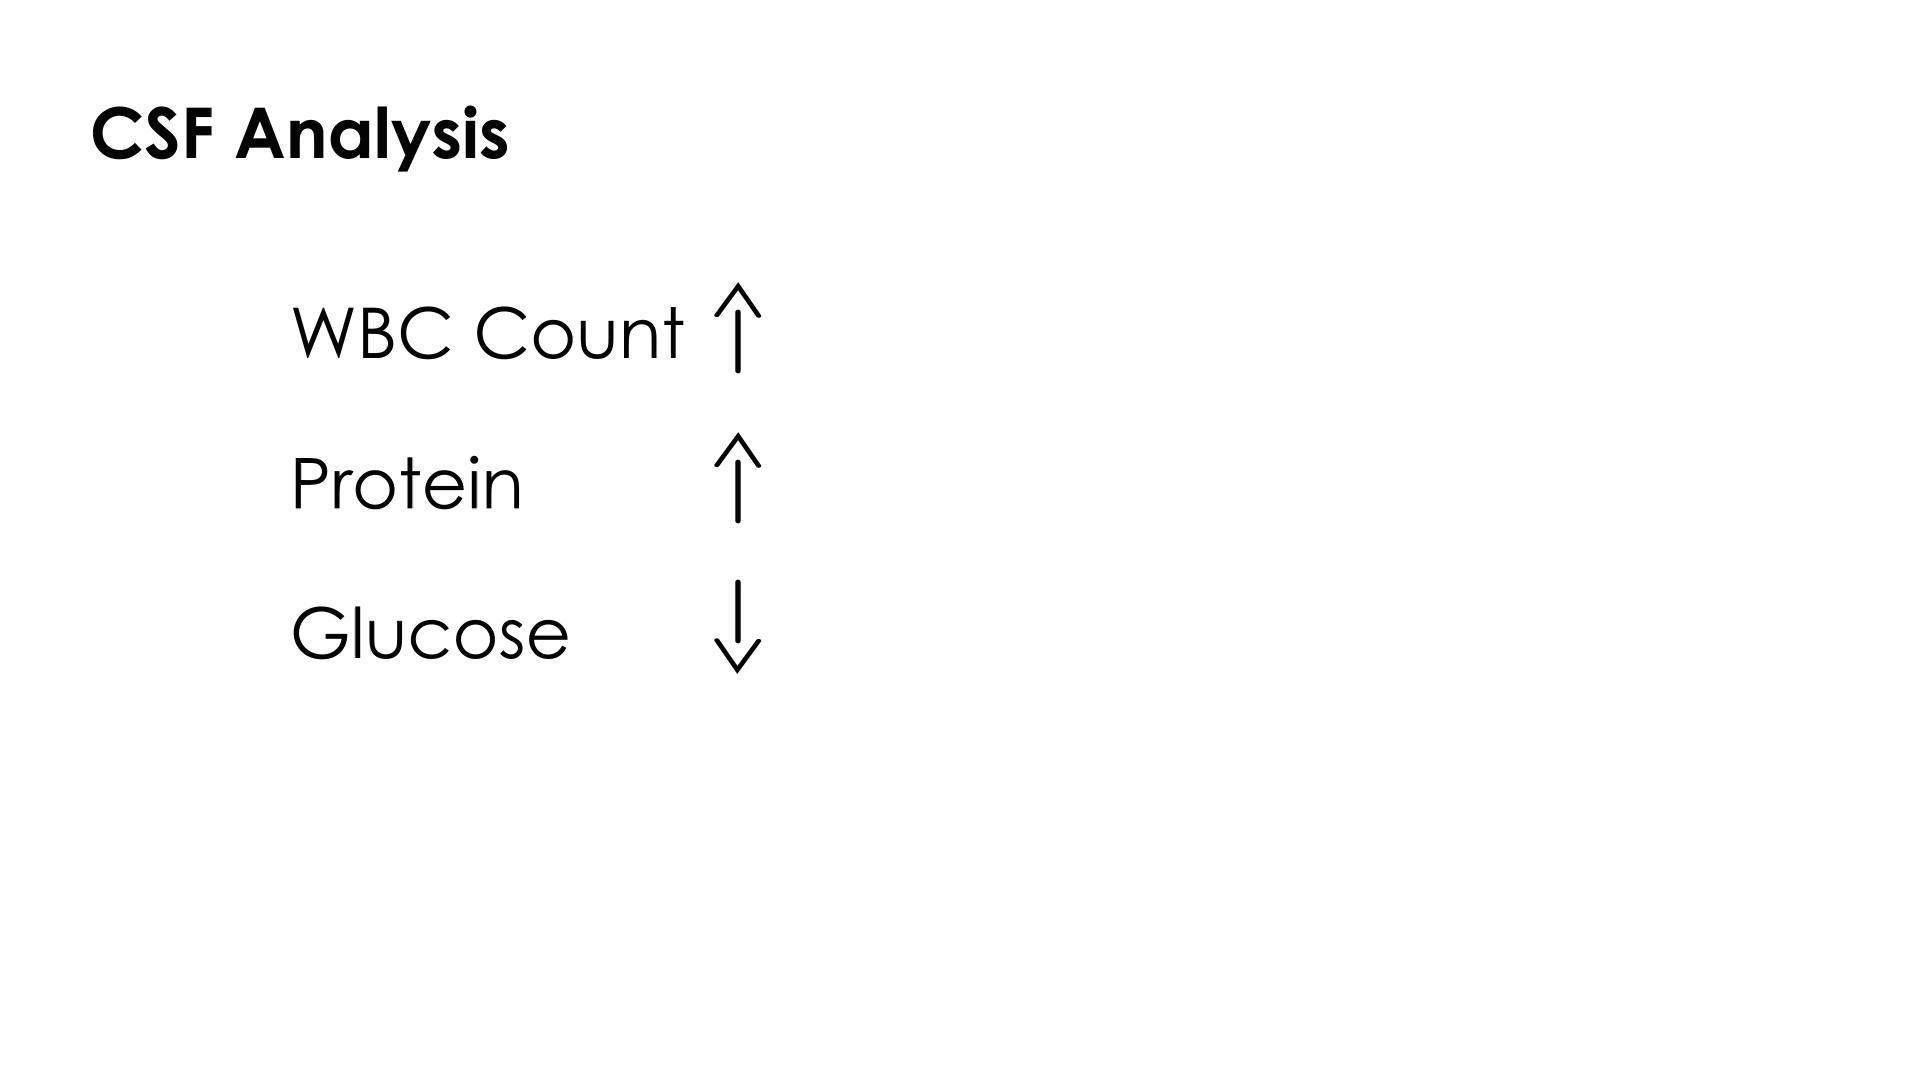 CSF Analysis
WBC Count ↑
Protein ↑
Glucose ↓